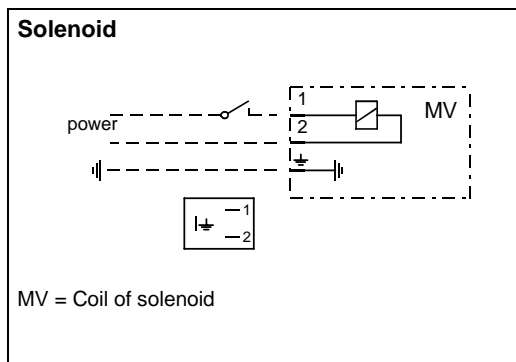 Solenoid
1
MV
power
2
1
2
MV = Coil of solenoid